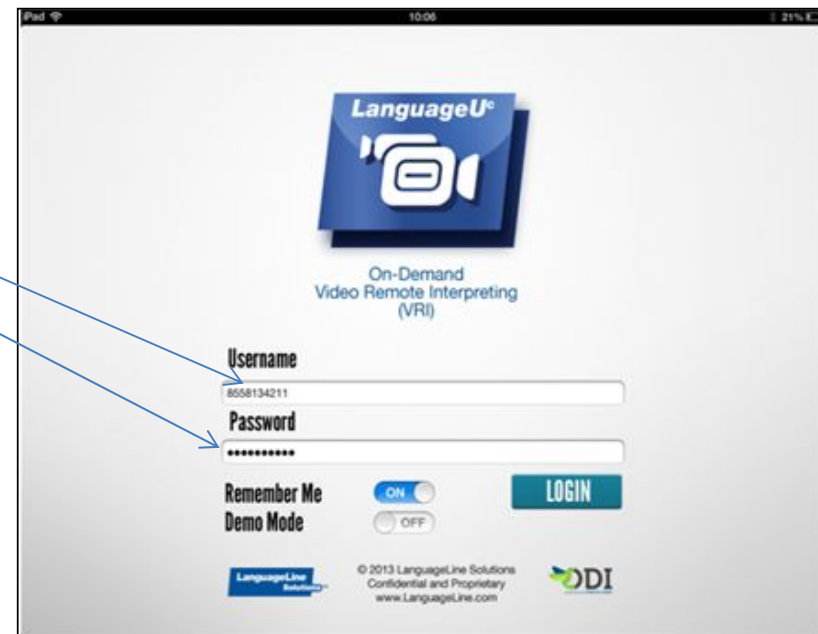 iPad 10:06 21%
LanguageUc
On-Demand
Video Remote Interpreting
(VRI)
Username
8558134211
Password
••••••••••
Remember Me ON LOGIN
Demo Mode OFF
LanguageLine
Solutions
© 2013 LanguageLine Solutions
Confidential and Proprietary
www.LanguageLine.com
ODI